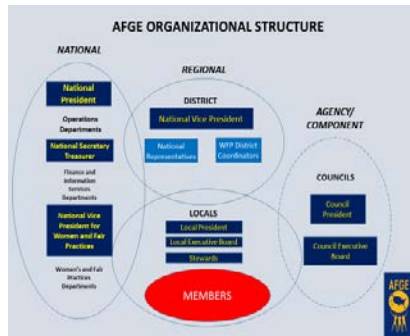 AFGE ORGANIZATIONAL STRUCTURE
NATIONAL
National
President
Operations
Departments
National Secretary
Treasurer
Finance and
Information
Services
Departments
National Vice
President for
Women and Fair
Practices
Women's and Fair
Practices
Departments
REGIONAL
DISTRICT
National Vice President
National
Representatives
WFP District
Coordinators
LOCALS
Local President
Local Executive Board
Stewards
MEMBERS
AGENCY/
COMPONENT
COUNCILS
Council
President
Council Executive
Board
AFGE